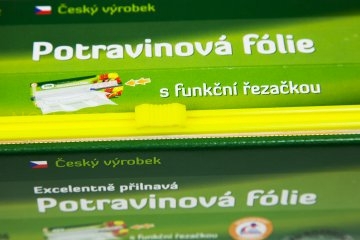 Český výrobek
Potravinová fólie
s funkční řezačkou
Český výrobek
Excelentně přilnavá
Potravinová fólie
s funkční řezačkou